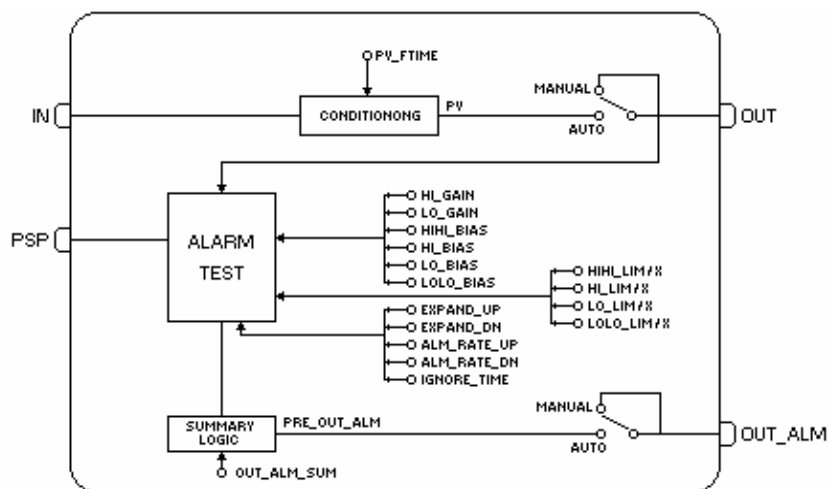 PV_FTIME
MANUAL
IN
CONDITIONONG
PV
OUT
AUTO
HI_GAIN
LO_GAIN
PSP
ALARM
TEST
HIHI_BIAS
HI_BIAS
LO_BIAS
LOLO_BIAS
HIHI_LIM/X
HI_LIM/X
LO_LIM/X
LOLO_LIM/X
EXPAND_UP
EXPAND_DN
ALM_RATE_UP
ALM_RATE_DN
IGNORE_TIME
MANUAL
SUMMARY
LOGIC
PRE_OUT_ALM
OUT_ALM
AUTO
OUT_ALM_SUM